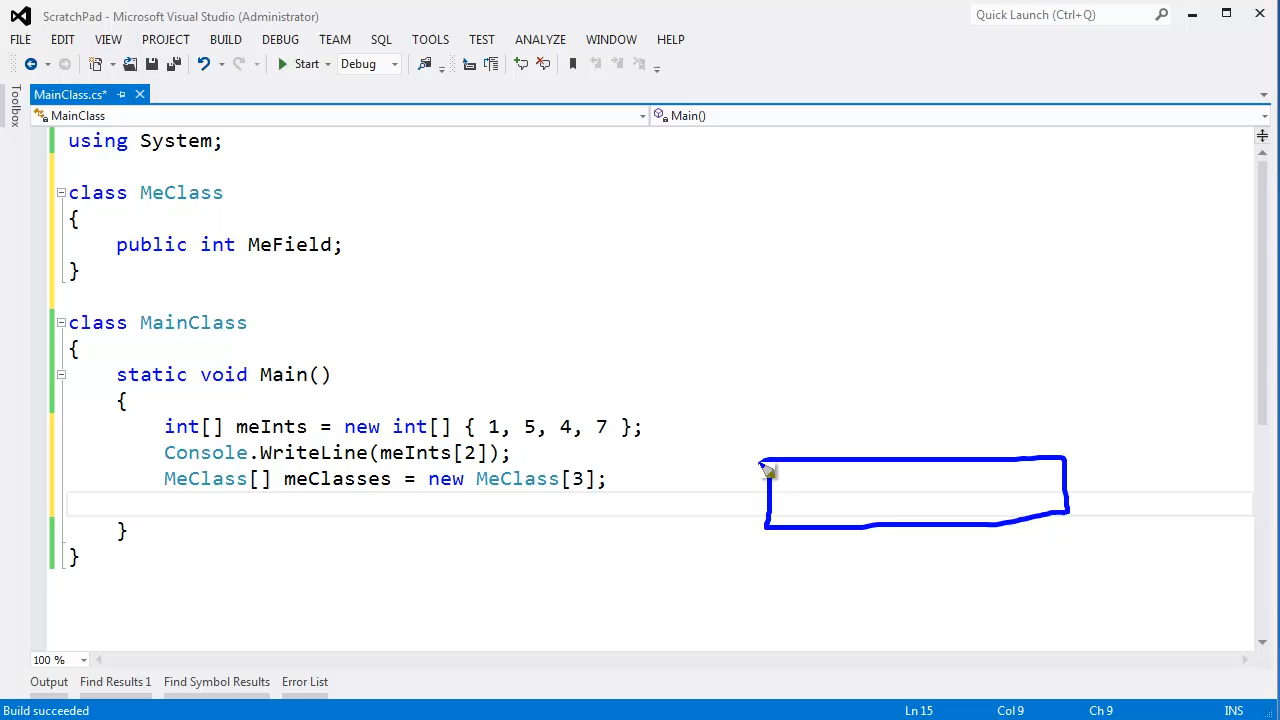 ScratchPad - Microsoft Visual Studio (Administrator)
Quick Launch (Ctrl+Q)
FILE EDIT VIEW PROJECT BUILD DEBUG TEAM SQL TOOLS TEST ANALYZE WINDOW HELP
Start Debug
Toolbox
MainClass.cs*
MainClass Main()
using System;
class MeClass
{
public int MeField;
}
class MainClass
{
static void Main()
{
int[] meInts = new int[] { 1, 5, 4, 7 };
Console.WriteLine(meInts[2]);
MeClass[] meClasses = new MeClass[3];
}
}
100 %
Output Find Results 1 Find Symbol Results Error List
Build succeeded Ln 15 Col 9 Ch 9 INS